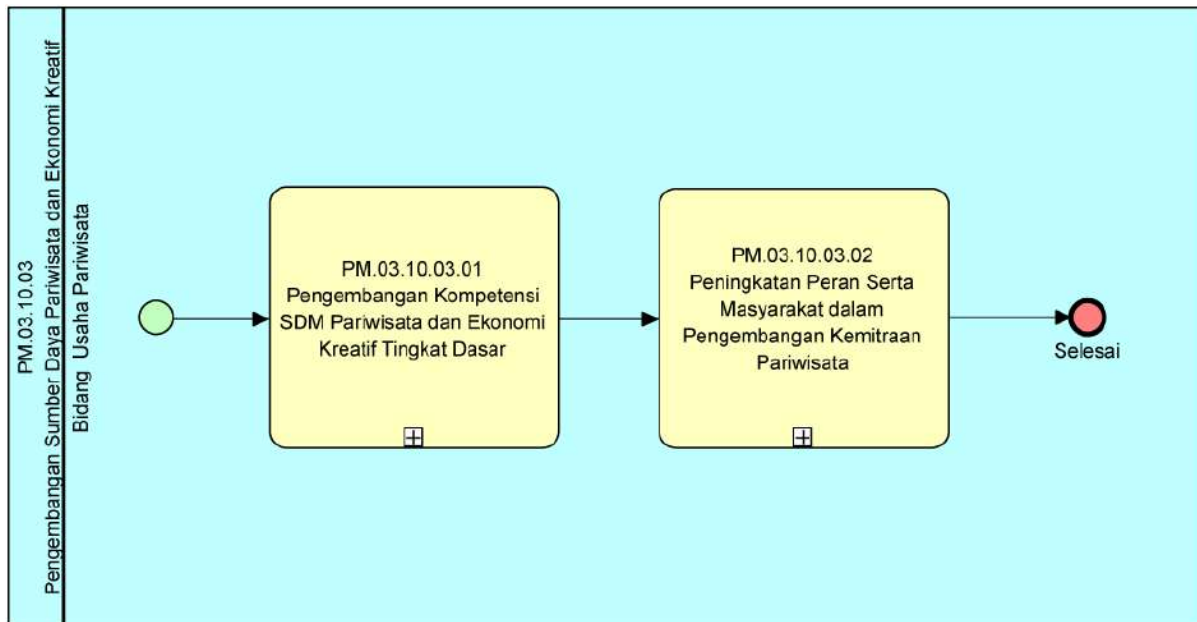 PM.03.10.03
Pengembangan Sumber Daya Pariwisata dan Ekonomi Kreatif
Bidang Usaha Pariwisata
PM.03.10.03.01
Pengembangan Kompetensi
SDM Pariwisata dan Ekonomi
Kreatif Tingkat Dasar
PM.03.10.03.02
Peningkatan Peran Serta
Masyarakat dalam
Pengembangan Kemitraan
Pariwisata
Selesai